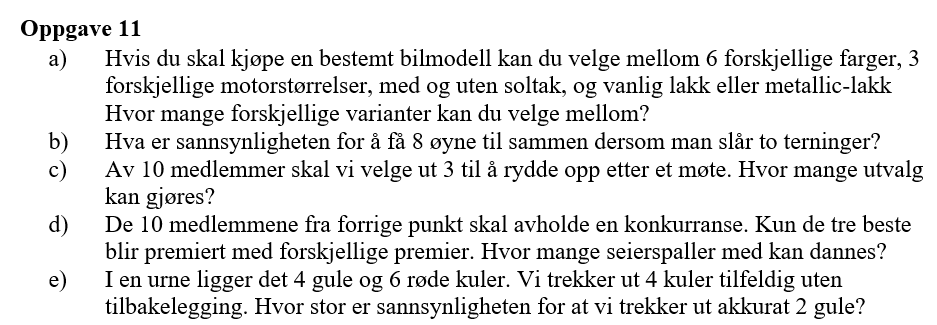 Oppgave 11
a) Hvis du skal kjøpe en bestemt bilmodell kan du velge mellom 6 forskjellige farger, 3
forskjellige motorstørrelser, med og uten soltak, og vanlig lakk eller metallic-lakk
Hvor mange forskjellige varianter kan du velge mellom?
b) Hva er sannsynligheten for å få 8 øyne til sammen dersom man slår to terninger?
c) Av 10 medlemmer skal vi velge ut 3 til å rydde opp etter et møte. Hvor mange utvalg
kan gjøres?
d) De 10 medlemmene fra forrige punkt skal avholde en konkurranse. Kun de tre beste
blir premiert med forskjellige premier. Hvor mange seierspaller med kan dannes?
e) I en urne ligger det 4 gule og 6 røde kuler. Vi trekker ut 4 kuler tilfeldig uten
tilbakelegging. Hvor stor er sannsynligheten for at vi trekker ut akkurat 2 gule?